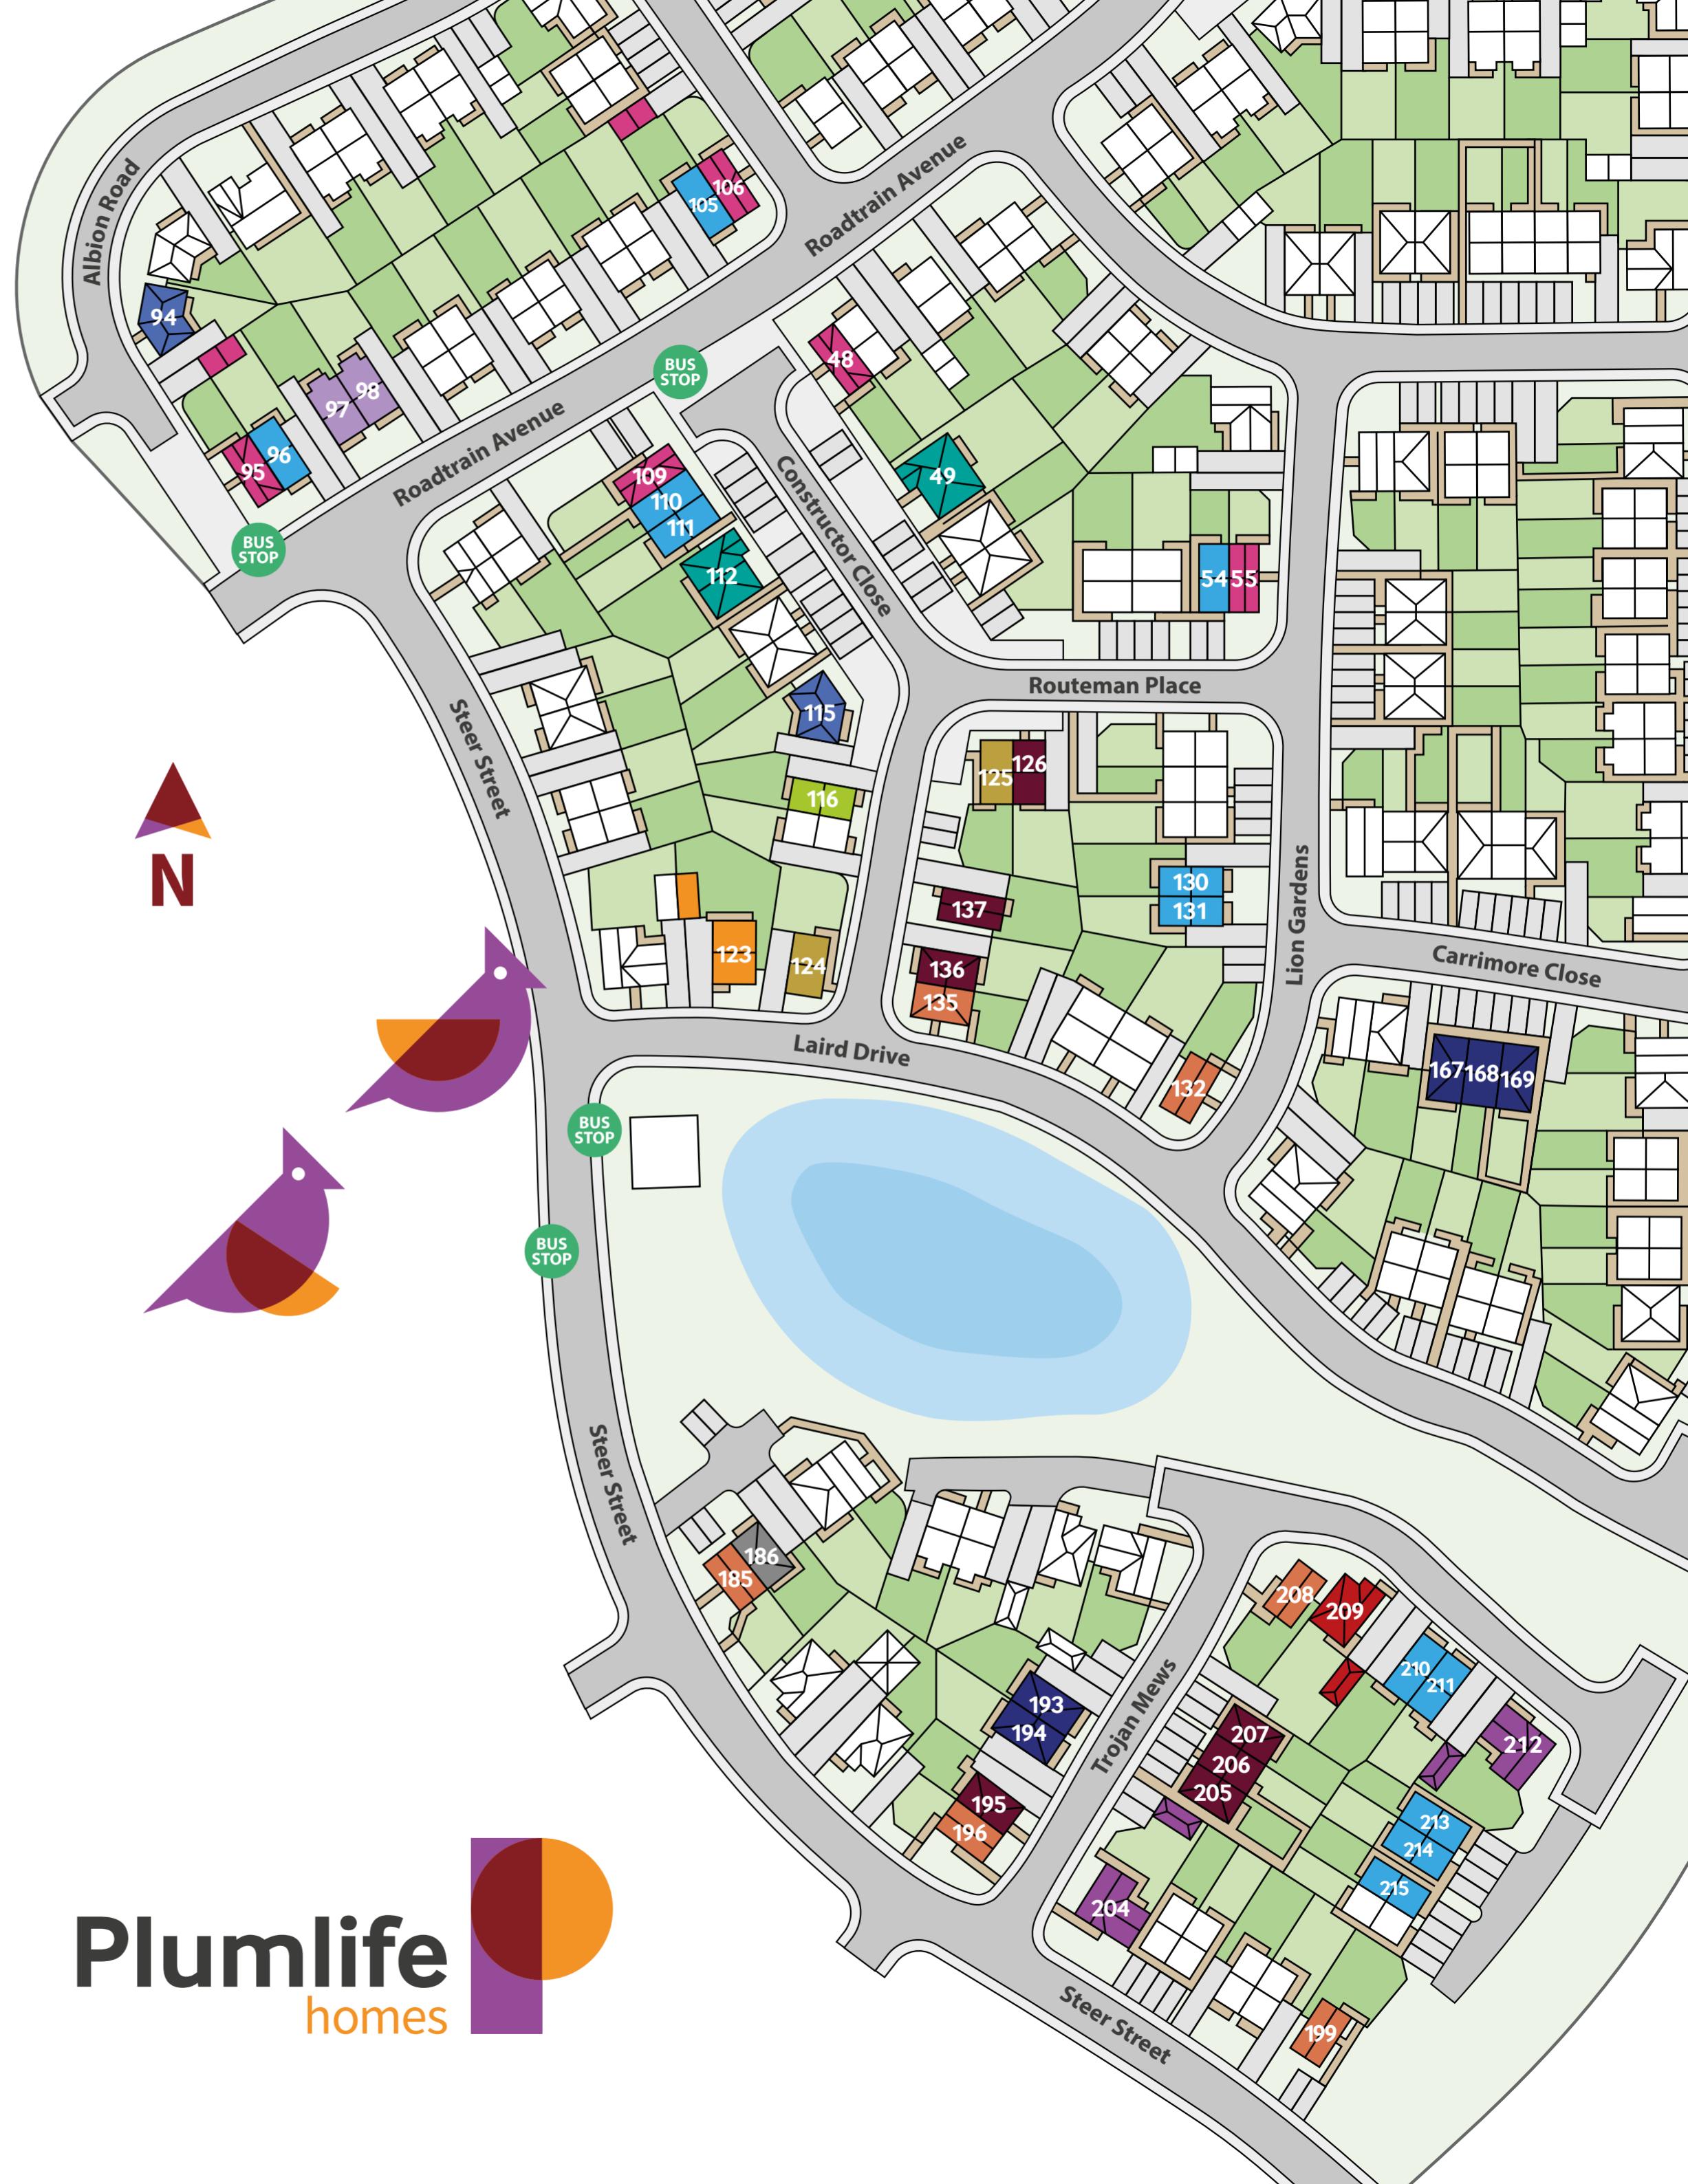 Albion Road
Roadtrain Avenue
106
105
94
BUS
STOP
48
98
97
Roadtrain Avenue
96
95
Constructor Close
49
109
110
111
BUS
STOP
112
54 55
Routeman Place
Steer Street
115
125 126
116
N
130
131
137
Lion Gardens
123
124
136
135
Carrimore Close
Laird Drive
167 168 169
132
BUS
STOP
BUS
STOP
Steer Street
186
185
208
209
210
211
193
194
Trojan Mews
207
206
205
212
195
196
213
214
215
204
Plumlife
homes
Steer Street
199